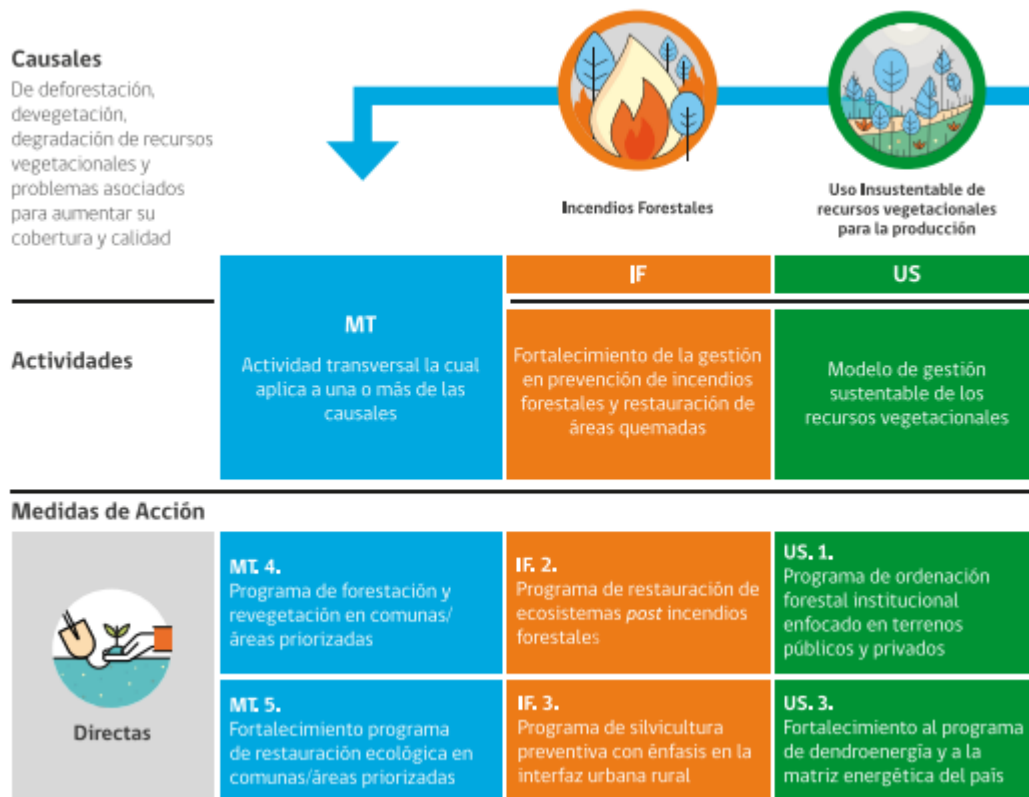 Causales
De deforestación,
devegetación,
degradación de recursos
vegetacionales y
problemas asociados
para aumentar su
cobertura y calidad
Incendios Forestales
Uso Insustentable de
recursos vegetacionales
para la producción
IF
US
Actividades
MT
Actividad transversal la cual
aplica a una o más de las
causales
Fortalecimiento de la gestión
en prevención de incendios
forestales y restauración de
áreas quemadas
Modelo de gestión
sustentable de los
recursos vegetacionales
Medidas de Acción
Directas
MT. 4.
Programa de forestación y
revegetación en comunas/
áreas priorizadas
IF. 2.
Programa de restauración de
ecosistemas post incendios
forestales
US. 1.
Programa de ordenación
forestal institucional
enfocado en terrenos
públicos y privados
MT. 5.
Fortalecimiento programa
de restauración ecológica en
comunas/áreas priorizadas
IF. 3.
Programa de silvicultura
preventiva con énfasis en la
interfaz urbana rural
US. 3.
Fortalecimiento al programa
de dendroenergía y a la
matriz energética del país